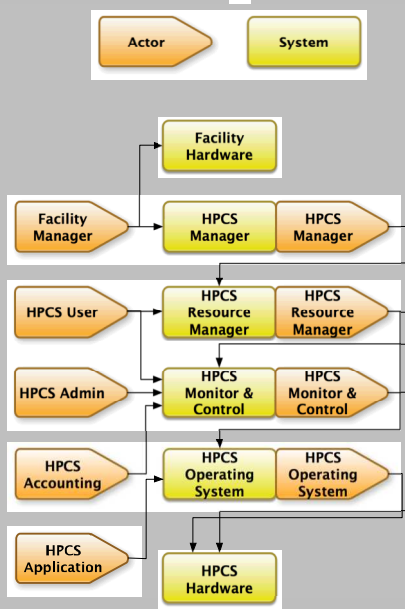 Actor
System
Facility
Hardware
Facility
Manager
HPCS
Manager
HPCS
Manager
HPCS User
HPCS
Resource
Manager
HPCS
Resource
Manager
HPCS Admin
HPCS
Monitor &
Control
HPCS
Monitor &
Control
HPCS
Accounting
HPCS
Operating
System
HPCS
Operating
System
HPCS
Application
HPCS
Hardware